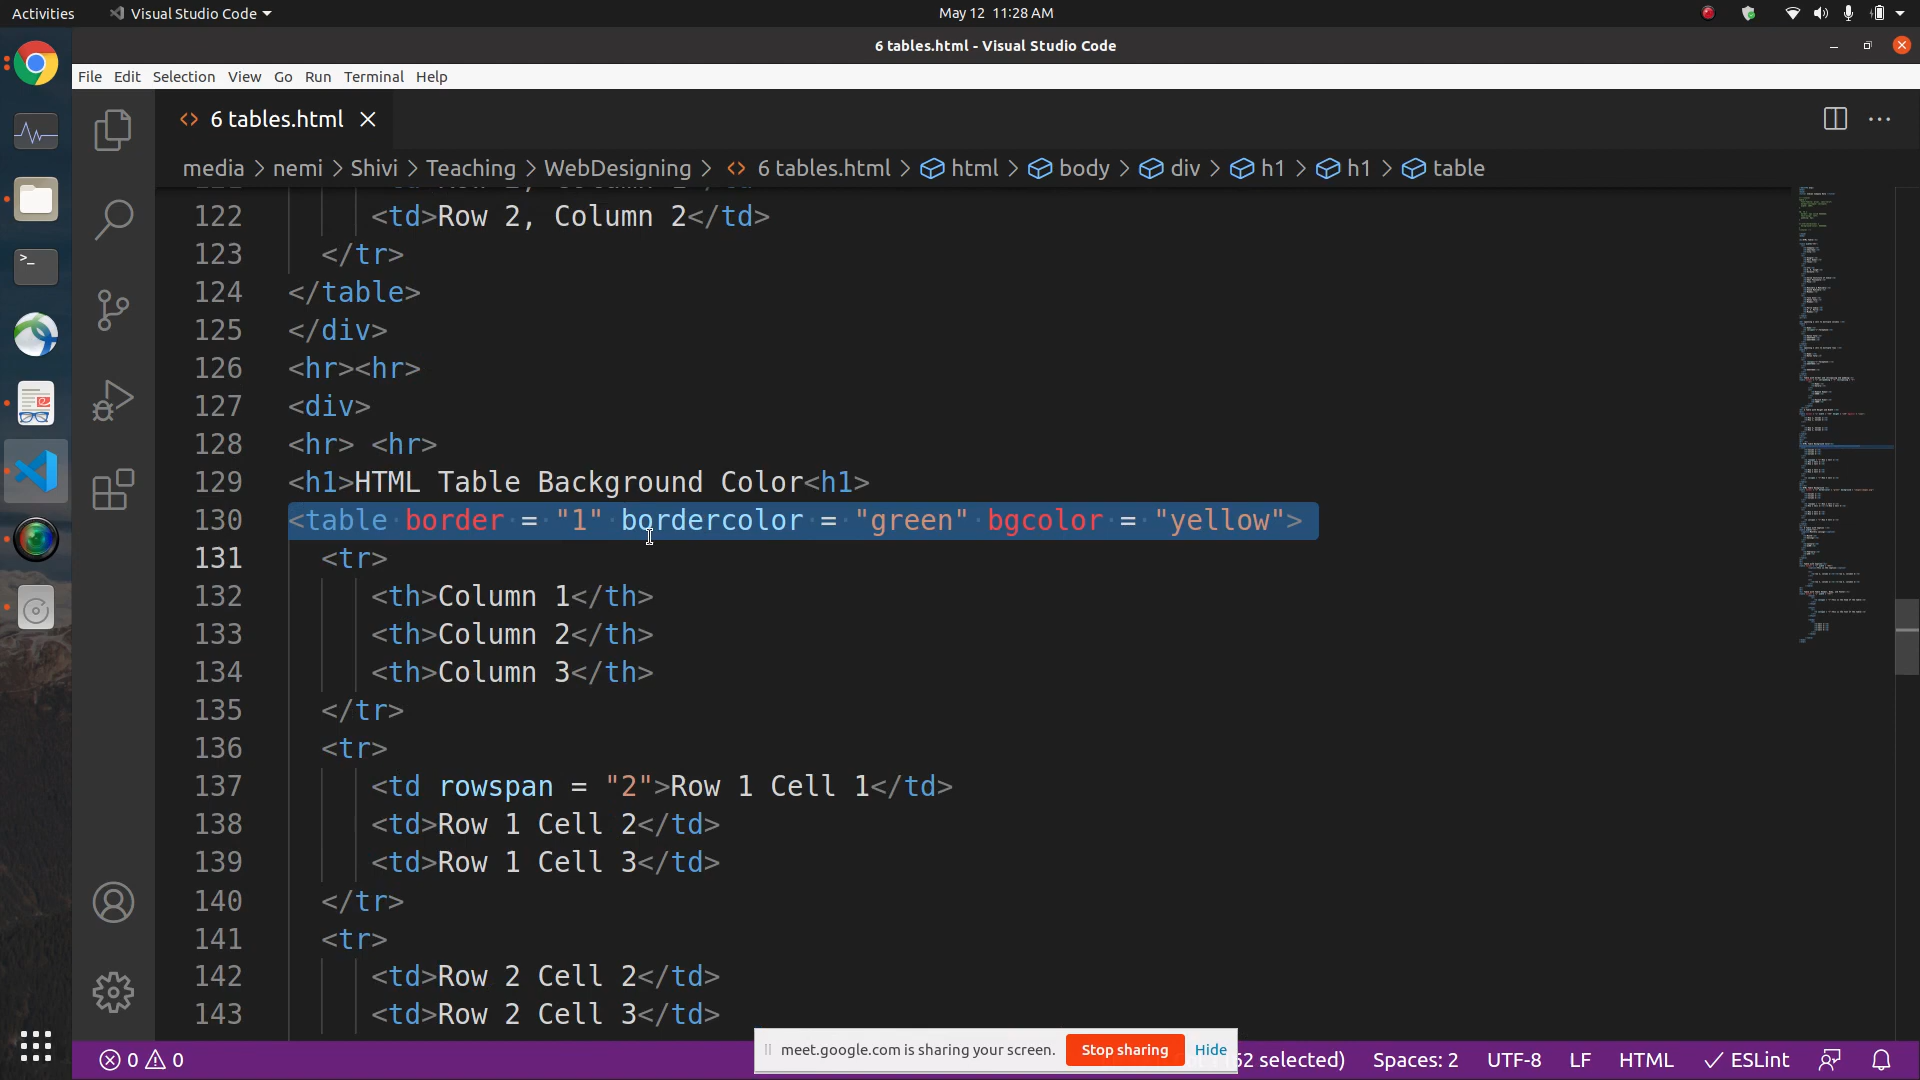 Activities Visual Studio Code May 12 11:28 AM
6 tables.html - Visual Studio Code
File Edit Selection View Go Run Terminal Help
6 tables.html
media > nemi > Shivi > Teaching > WebDesigning > 6 tables.html > html > body > div > h1 > h1 > table
122 <td>Row 2, Column 2</td>
123 </tr>
124 </table>
125 </div>
126 <hr><hr>
127 <div>
128 <hr> <hr>
129 <h1>HTML Table Background Color<h1>
130 <table border = "1" bordercolor = "green" bgcolor = "yellow">
131 <tr>
132 <th>Column 1</th>
133 <th>Column 2</th>
134 <th>Column 3</th>
135 </tr>
136 <tr>
137 <td rowspan = "2">Row 1 Cell 1</td>
138 <td>Row 1 Cell 2</td>
139 <td>Row 1 Cell 3</td>
140 </tr>
141 <tr>
142 <td>Row 2 Cell 2</td>
143 <td>Row 2 Cell 3</td>
meet.google.com is sharing your screen. Stop sharing Hide
0 0 selected) Spaces: 2 UTF-8 LF HTML ESLint